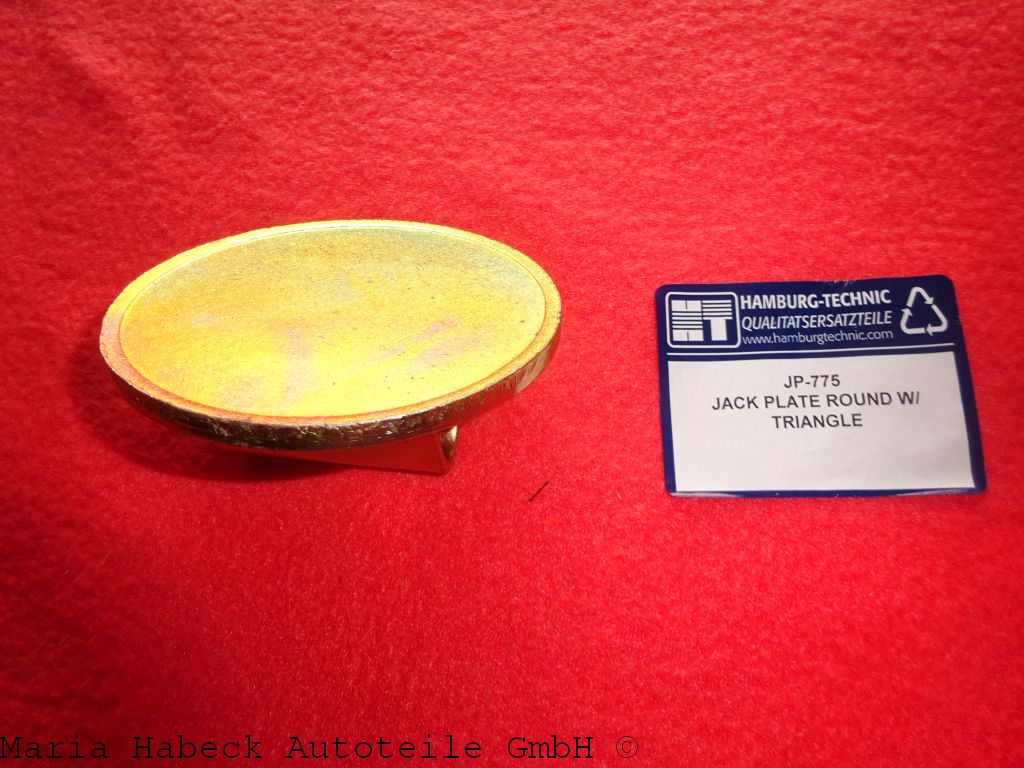 HT
HAMBURG-TECHNIC
QUALITATSERSATZTEILE
www.hamburgtechnic.com
JP-775
JACK PLATE ROUND W/
TRIANGLE
Maria Habeck Autoteile GmbH ©